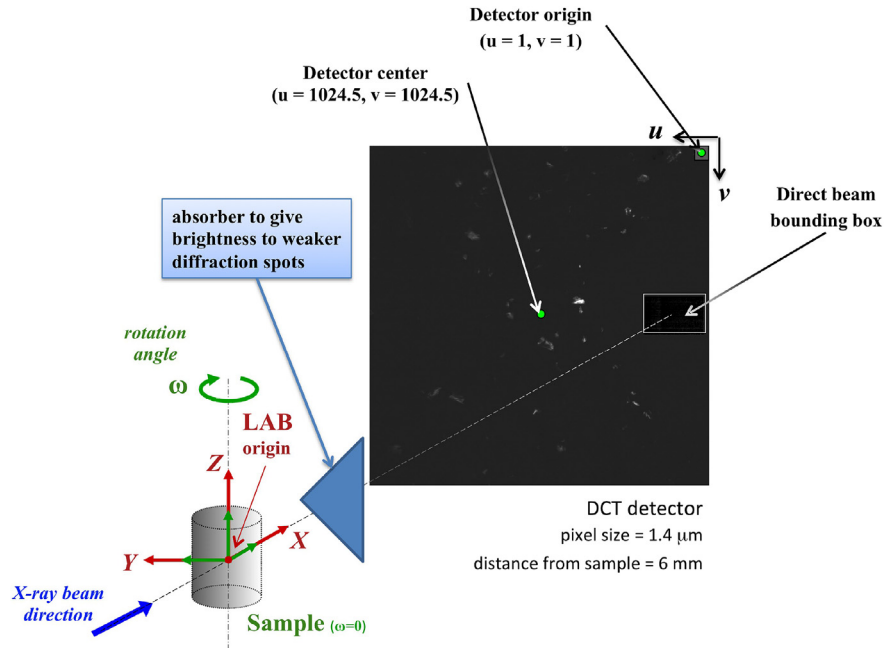 Detector origin
(u = 1, v = 1)
Detector center
(u = 1024.5, v = 1024.5)
u
v
Direct beam
bounding box
absorber to give
brightness to weaker
diffraction spots
rotation
angle
ω
LAB
origin
Z
X
Y
DCT detector
pixel size = 1.4 μm
distance from sample = 6 mm
X-ray beam
direction
Sample (ω=0)